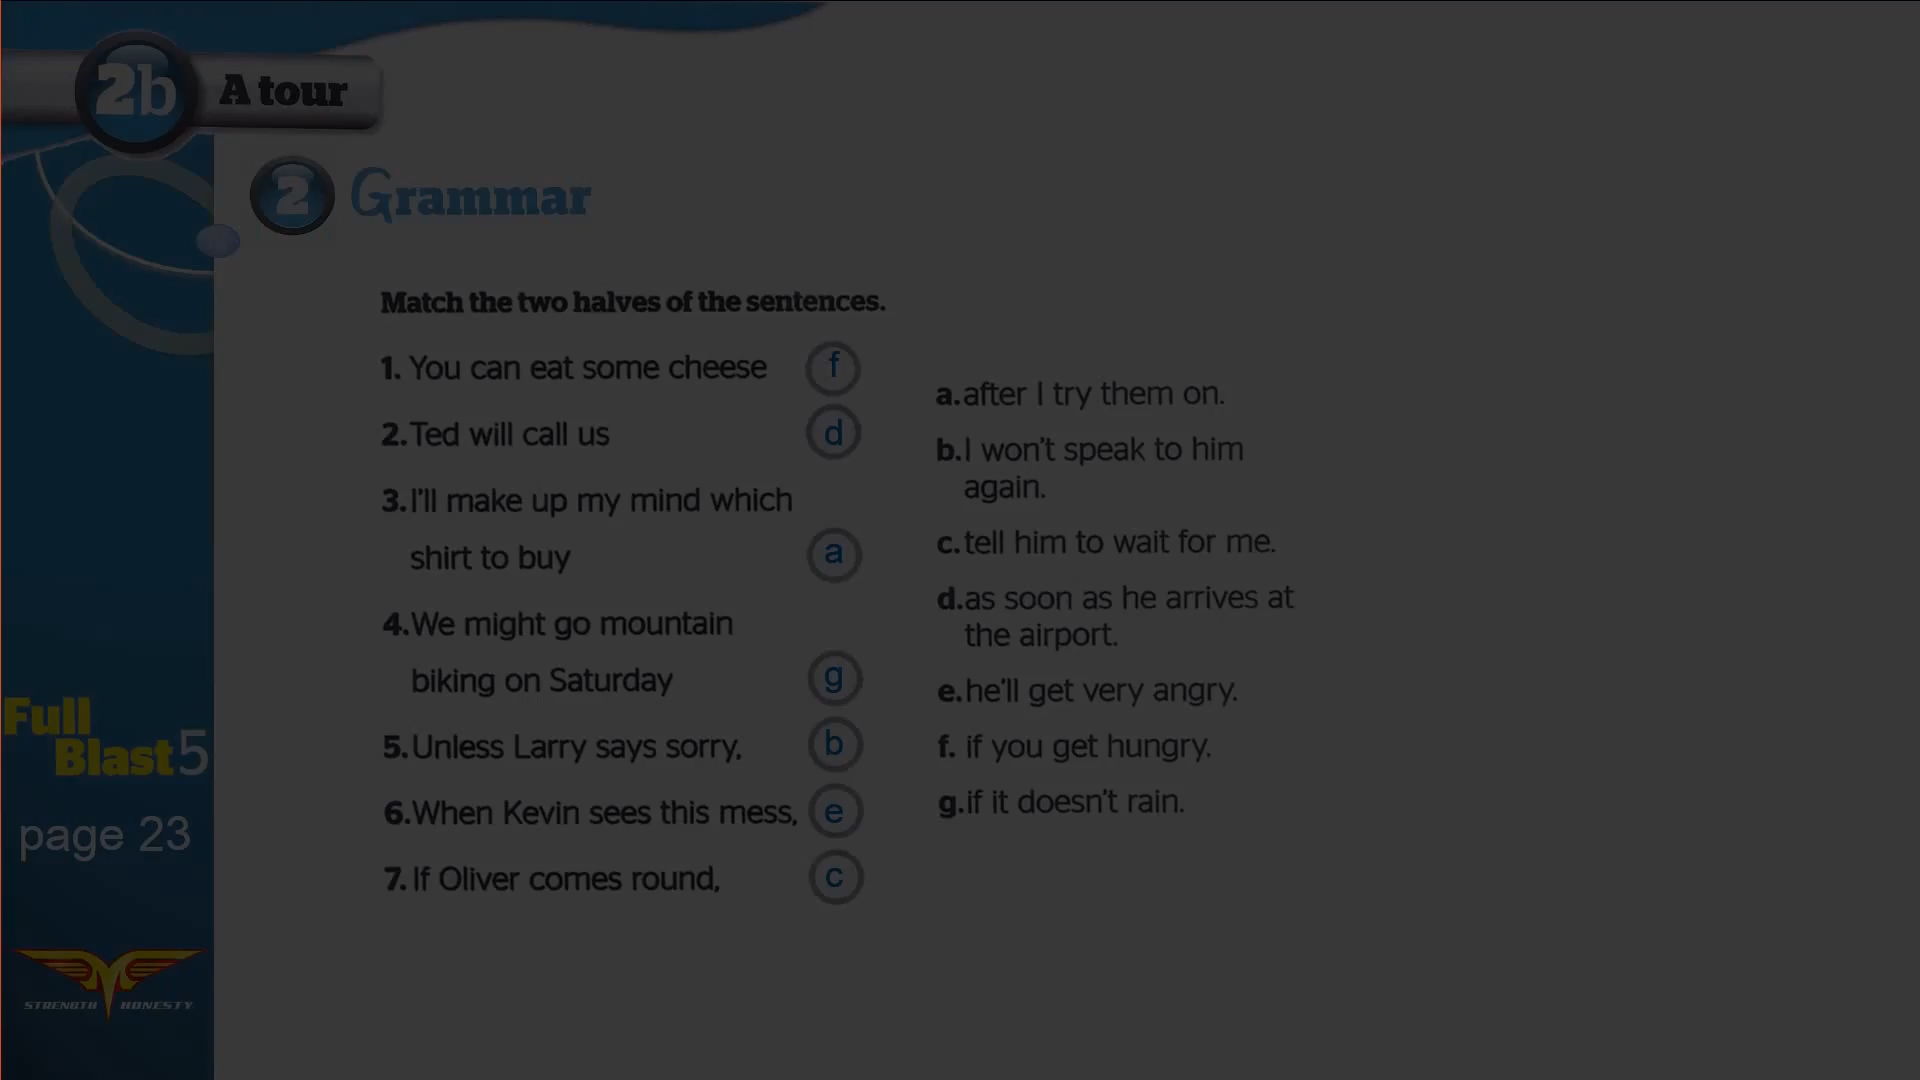 2b A tour
2 Grammar
Match the two halves of the sentences.
1. You can eat some cheese f
2. Ted will call us d
3. I'll make up my mind which
shirt to buy a
4. We might go mountain
biking on Saturday g
5. Unless Larry says sorry, b
6. When Kevin sees this mess, e
7. If Oliver comes round, c
a. after I try them on.
b. I won't speak to him
again.
c. tell him to wait for me.
d. as soon as he arrives at
the airport.
e. he'll get very angry.
f. if you get hungry.
g. if it doesn't rain.
Full
Blast 5
page 23
STRENGTH HONESTY